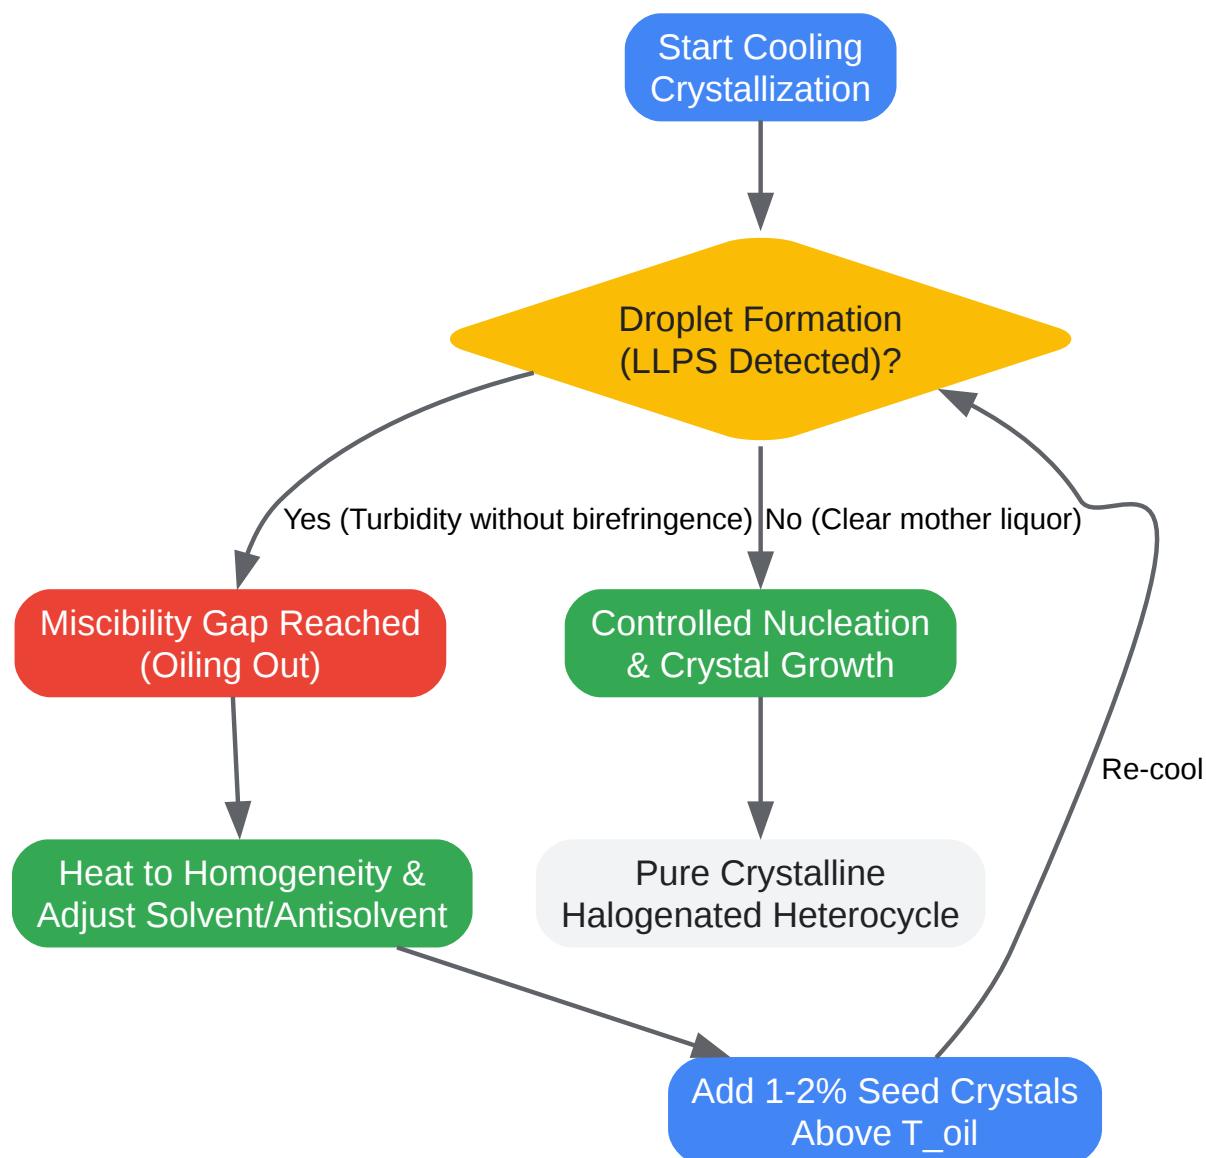 Start Cooling
Crystallization
Droplet Formation
(LLPS Detected)?
Yes (Turbidity without birefringence)
No (Clear mother liquor)
Miscibility Gap Reached
(Oiling Out)
Controlled Nucleation
& Crystal Growth
Re-cool
Heat to Homogeneity &
Adjust Solvent/Antisolvent
Pure Crystalline
Halogenated Heterocycle
Add 1-2% Seed Crystals
Above T_oil